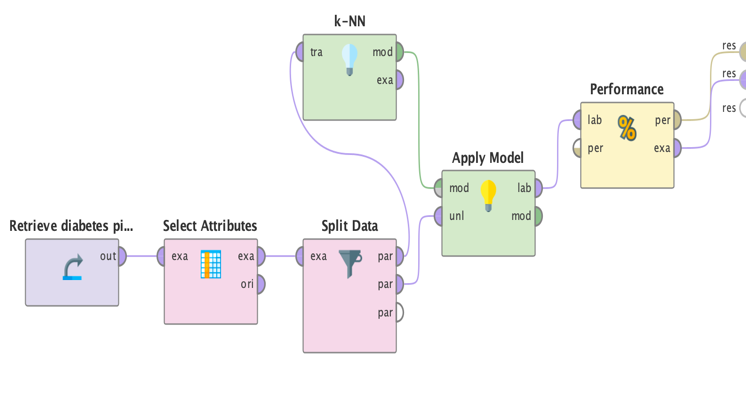 k-NN
tra mod
exa
res
res
res
Performance
lab per
per exa
%
Apply Model
mod lab
unl mod
Retrieve diabetes pi...
out
Select Attributes
exa exa
ori
Split Data
exa par
par
par